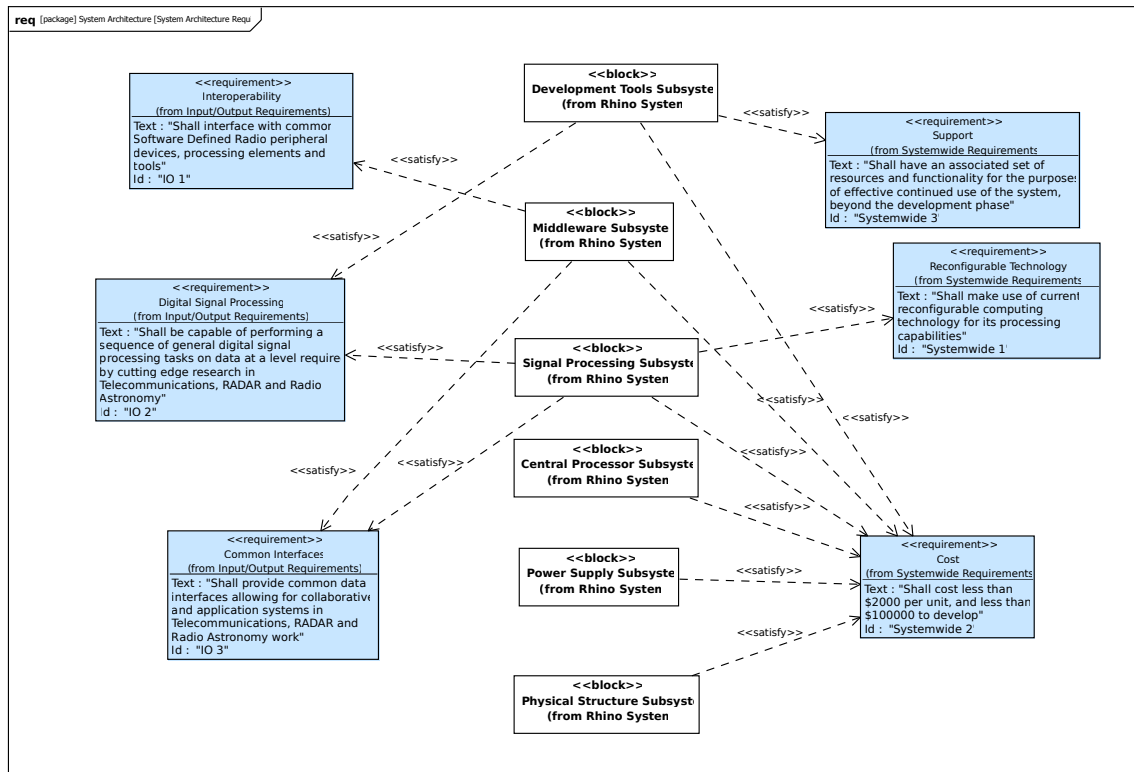 req [package] System Architecture [System Architecture Requ
<<requirement>>
Interoperability
(from Input/Output Requirements)
Text : "Shall interface with common
Software Defined Radio peripheral
devices, processing elements and
tools"
Id : "IO 1"
<<block>>
Development Tools Subsyste
(from Rhino System
<<satisfy>>
<<requirement>>
Support
(from Systemwide Requirements
Text : "Shall have an associated set of
resources and functionality for the purposes
of effective continued use of the system,
beyond the development phase"
Id : "Systemwide 3"
<<satisfy>>
<<block>>
Middleware Subsyste
(from Rhino System
<<satisfy>>
<<requirement>>
Reconfigurable Technology
(from Systemwide Requirements
Text : "Shall make use of current
reconfigurable computing
technology for its processing
capabilities"
Id : "Systemwide 1"
<<requirement>>
Digital Signal Processing
(from Input/Output Requirements)
Text : "Shall be capable of performing a
sequence of general digital signal
processing tasks on data at a level require
by cutting edge research in
Telecommunications, RADAR and Radio
Astronomy"
Id : "IO 2"
<<satisfy>>
<<satisfy>>
<<block>>
Signal Processing Subsyste
(from Rhino System
<<satisfy>>
<<satisfy>>
<<block>>
Central Processor Subsyste
(from Rhino System
<<satisfy>>
<<satisfy>>
<<satisfy>>
<<satisfy>>
<<requirement>>
Common Interfaces
(from Input/Output Requirements)
Text : "Shall provide common data
interfaces allowing for collaborative
and application systems in
Telecommunications, RADAR and
Radio Astronomy work"
Id : "IO 3"
<<block>>
Power Supply Subsyste
(from Rhino System
<<satisfy>>
<<requirement>>
Cost
(from Systemwide Requirements
Text : "Shall cost less than
$2000 per unit, and less than
$100000 to develop"
Id : "Systemwide 2"
<<satisfy>>
<<block>>
Physical Structure Subsyst
(from Rhino System